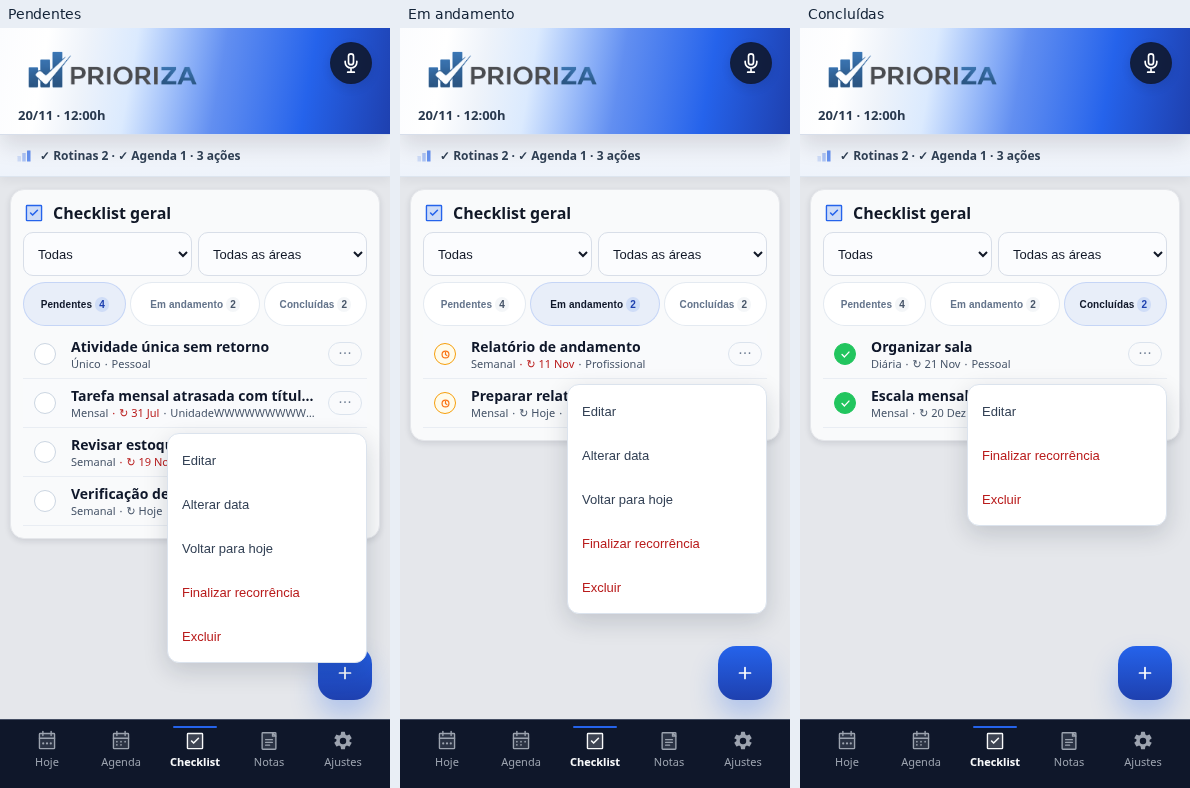 Pendentes
PRIORIZA
20/11 · 12:00h
✓ Rotinas 2 · ✓ Agenda 1 · 3 ações
Checklist geral
Todas
Todas as áreas
Pendentes 4
Em andamento 2
Concluídas 2
Atividade única sem retorno
Único · Pessoal
Tarefa mensal atrasada com títul...
Mensal · ↻ 31 Jul · UnidadeWWWWWWWWW...
Revisar
Semanal · ↻ 19
Verificação
Semanal · ↻ Hoje
Editar
Alterar data
Voltar para hoje
Finalizar recorrência
Excluir
+
Hoje
Agenda
Checklist
Notas
Ajustes
Em andamento
PRIORIZA
20/11 · 12:00h
✓ Rotinas 2 · ✓ Agenda 1 · 3 ações
Checklist geral
Todas
Todas as áreas
Pendentes 4
Em andamento 2
Concluídas 2
Relatório de andamento
Semanal · ↻ 11 Nov · Profissional
Preparar
Mensal · ↻ Hoje ·
Editar
Alterar data
Voltar para hoje
Finalizar recorrência
Excluir
+
Hoje
Agenda
Checklist
Notas
Ajustes
Concluídas
PRIORIZA
20/11 · 12:00h
✓ Rotinas 2 · ✓ Agenda 1 · 3 ações
Checklist geral
Todas
Todas as áreas
Pendentes 4
Em andamento 2
Concluídas 2
Organizar sala
Diária · ↻ 21 Nov · Pessoal
Escala mensal
Mensal · ↻ 20 Dez
Editar
Finalizar recorrência
Excluir
+
Hoje
Agenda
Checklist
Notas
Ajustes